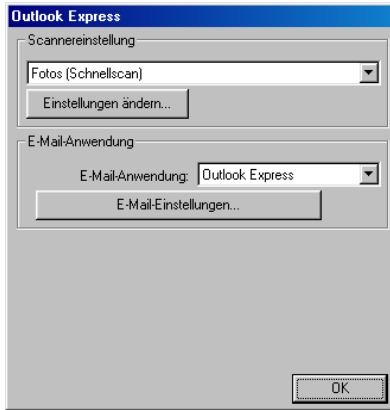 Outlook Express
Scannereinstellung
Fotos (Schnellscan)
Einstellungen ändern...
E-Mail-Anwendung
E-Mail-Anwendung: Outlook Express
E-Mail-Einstellungen...
OK